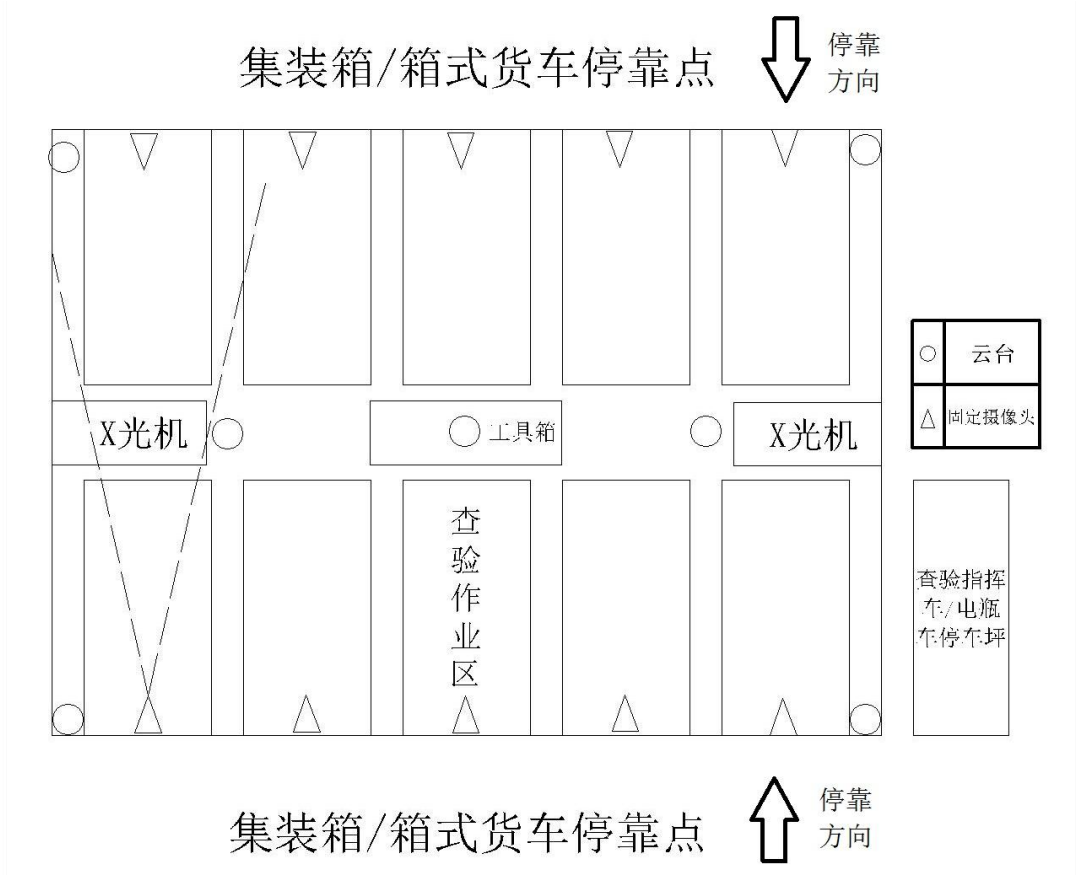 集装箱/箱式货车停靠点
停靠
方向
X光机
工具箱
X光机
云台
固定摄像头
查验作业区
查验指挥
车/电瓶
车停车坪
集装箱/箱式货车停靠点
停靠
方向